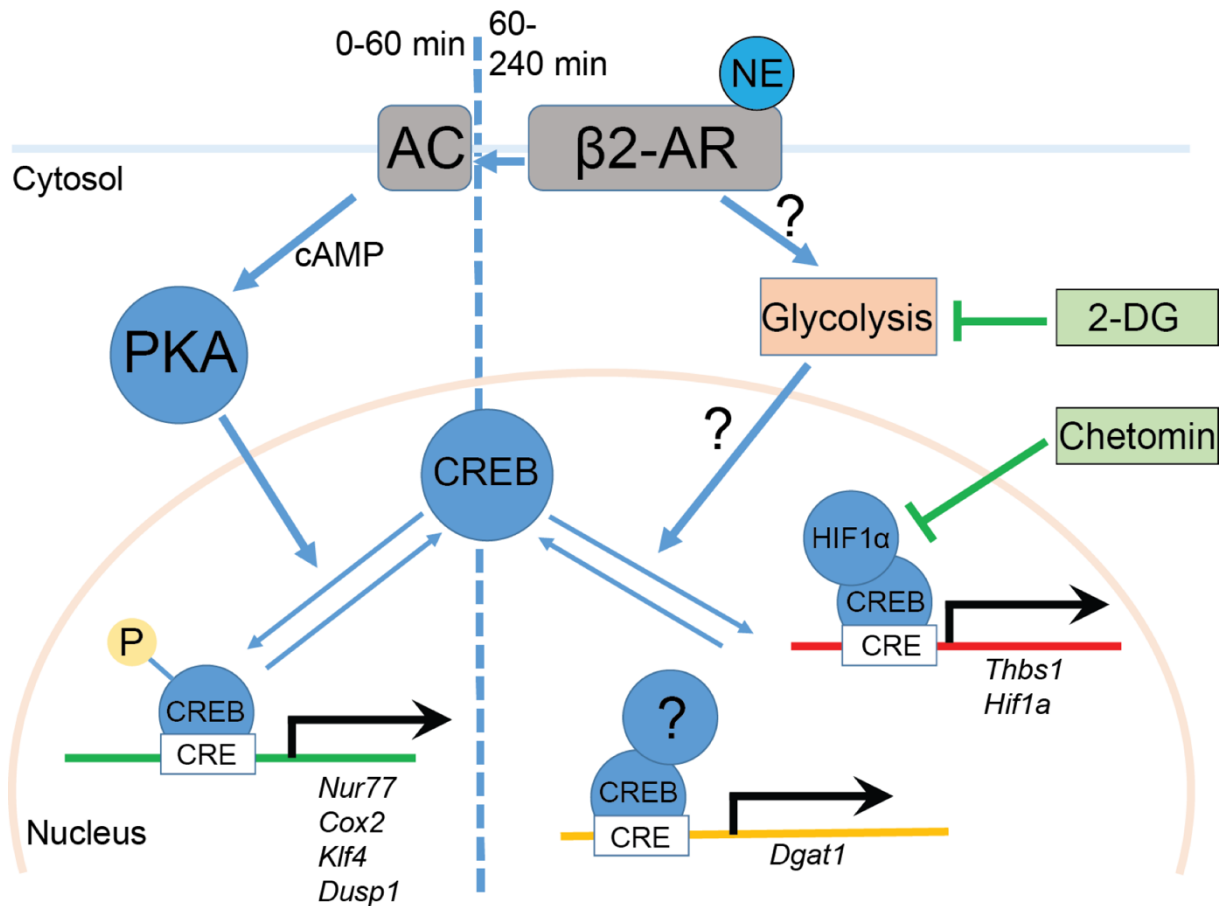 0-60 min
60-
240 min
NE
AC
β2-AR
Cytosol
?
cAMP
Glycolysis
2-DG
PKA
?
Chetomin
CREB
HIF1α
CREB
CRE
P
Thbs1
Hif1a
CREB
CRE
?
CREB
CRE
Nur77
Cox2
Klf4
Dusp1
Nucleus
Dgat1